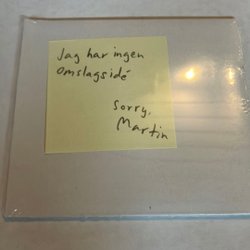 Jag har ingen
omslagsidé
Sorry,
Martin